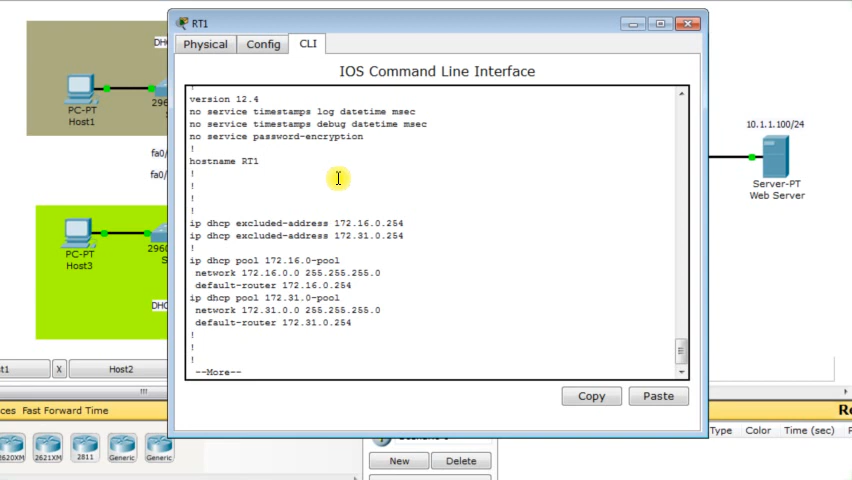 RT1
Physical
Config
CLI
IOS Command Line Interface
!
version 12.4
no service timestamps log datetime msec
no service timestamps debug datetime msec
no service password-encryption
!
hostname RT1
!
!
!
!
ip dhcp excluded-address 172.16.0.254
ip dhcp excluded-address 172.31.0.254
!
ip dhcp pool 172.16.0-pool
network 172.16.0.0 255.255.255.0
default-router 172.16.0.254
ip dhcp pool 172.31.0-pool
network 172.31.0.0 255.255.255.0
default-router 172.31.0.254
!
!
!
--More--
Copy
Paste
PC-PT
Host1
fa0/
fa0/
PC-PT
Host3
10.1.1.100/24
Server-PT
Web Server
X
Host2
Fast Forward Time
2620XM
2621XM
2811
Generic
Generic
New
Delete
Type
Color
Time (sec)